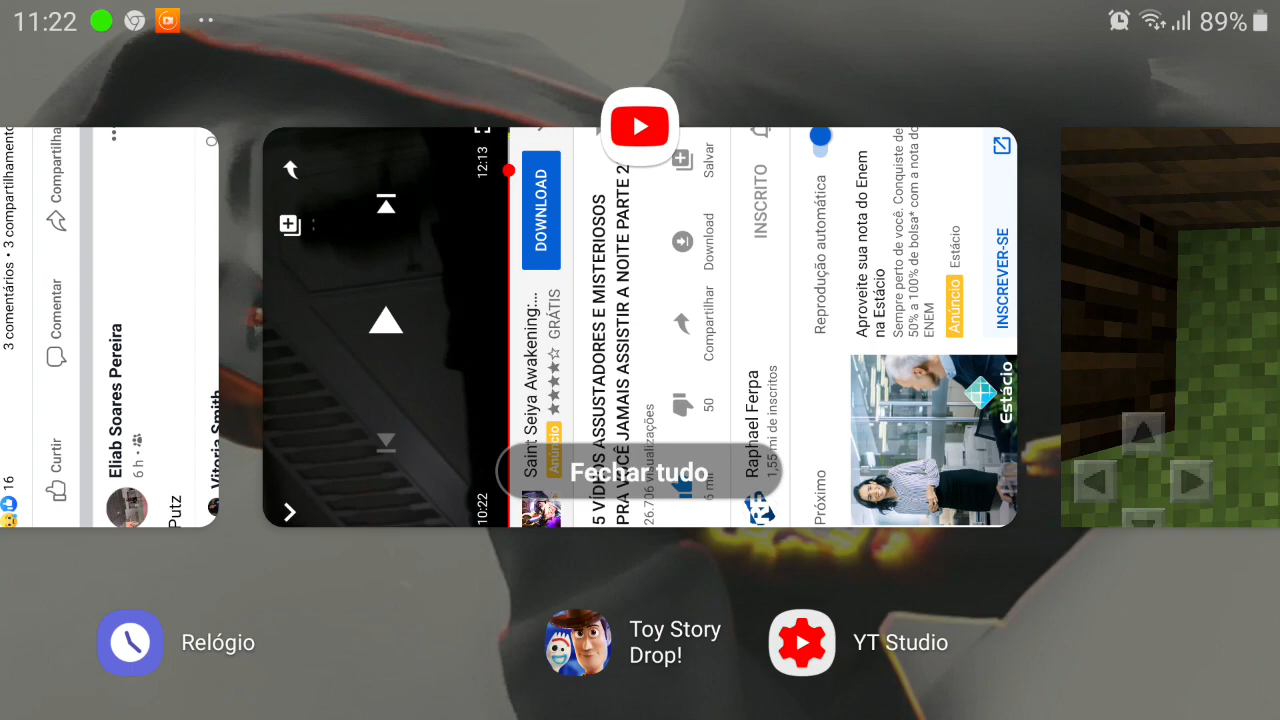 11:22
89%
3 comentários • 3 compartilhamento
16
Compartilha
Comentar
Curtir
Eliab Soares Pereira
6 h •
Putz
Vitoria Smith
12:13
10:22
DOWNLOAD
Saint Seiya Awakening:...
Anúncio
GRÁTIS
5 VÍDEOS ASSUSTADORES E MISTERIOSOS
PRA VOCÊ JAMAIS ASSISTIR A NOITE PARTE 2
26.706 visualizações
6 mil
50
Compartilhar
Download
Salvar
Raphael Ferpa
1,55 mi de inscritos
INSCRITO
Próximo
Reprodução automática
Estácio
Aproveite sua nota do Enem
na Estácio
Sempre perto de você. Conquiste de
50% a 100% de bolsa* com a nota do
ENEM
Anúncio
Estácio
INSCREVER-SE
Fechar tudo
Relógio
Toy Story
Drop!
YT Studio